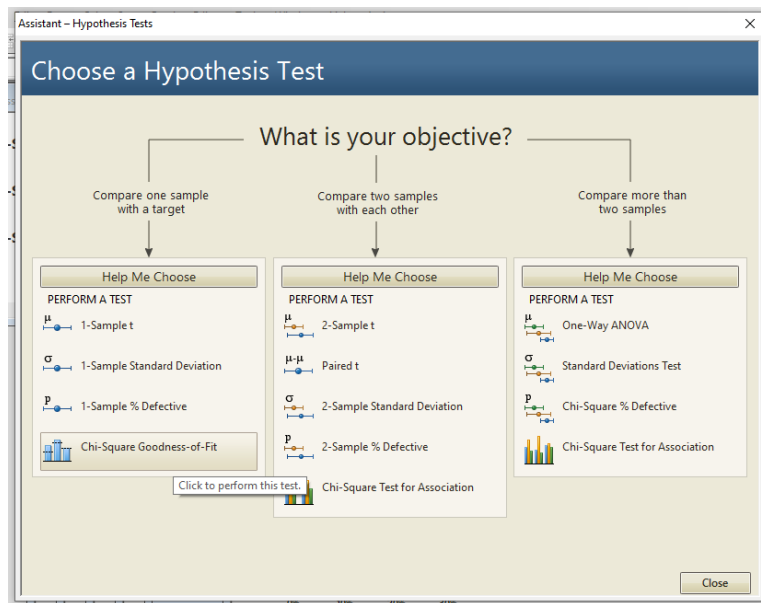 Assistant – Hypothesis Tests
Choose a Hypothesis Test
What is your objective?
Compare one sample
with a target
Help Me Choose
PERFORM A TEST
μ
1-Sample t
σ
1-Sample Standard Deviation
p
1-Sample % Defective
Chi-Square Goodness-of-Fit
Click to perform this test.
Compare two samples
with each other
Help Me Choose
PERFORM A TEST
μ
2-Sample t
μ-μ
Paired t
σ
2-Sample Standard Deviation
p
2-Sample % Defective
Chi-Square Test for Association
Compare more than
two samples
Help Me Choose
PERFORM A TEST
μ
One-Way ANOVA
σ
Standard Deviations Test
p
Chi-Square % Defective
Chi-Square Test for Association
Close